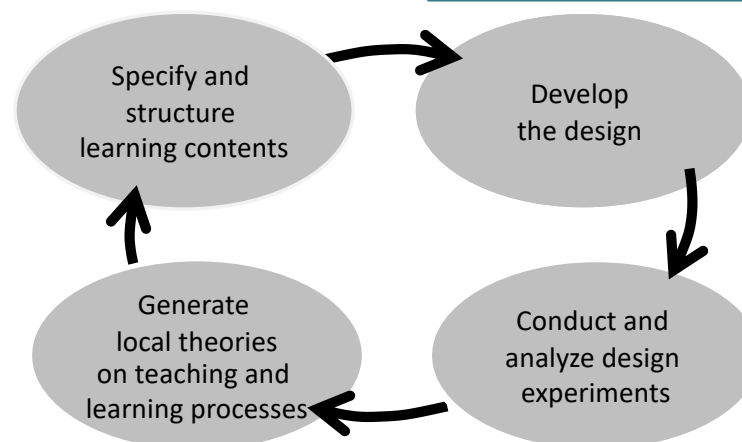 Specify and
structure
learning contents
Develop
the design
Conduct and
analyze design
experiments
Generate
local theories
on teaching and
learning processes